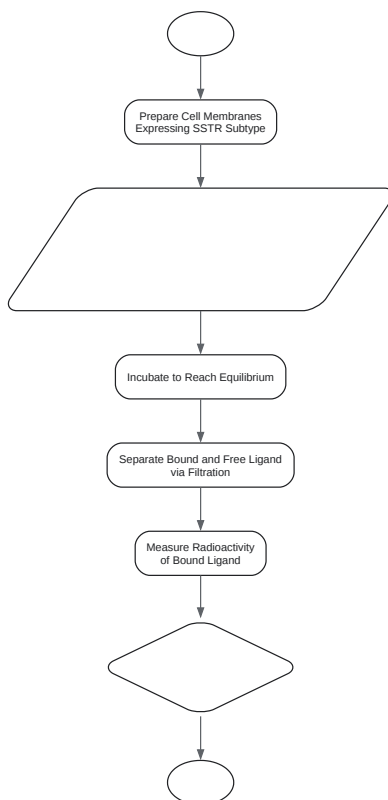 Prepare Cell Membranes
Expressing SSTR Subtype
Incubate to Reach Equilibrium
Separate Bound and Free Ligand
via Filtration
Measure Radioactivity
of Bound Ligand